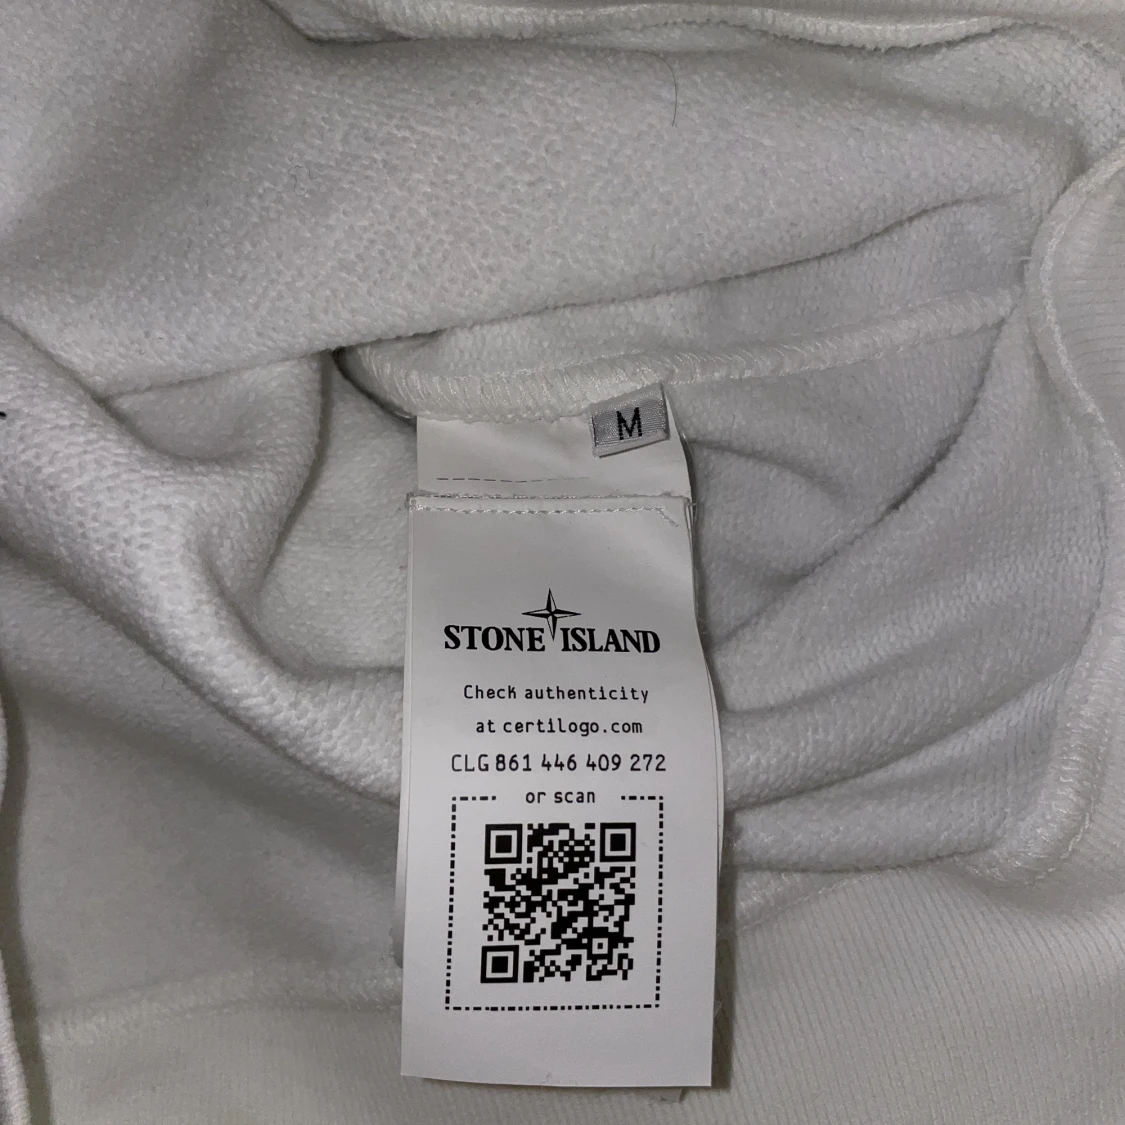 M
STONE ISLAND
Check authenticity
at certilogo.com
CLG 861 446 409 272
or scan